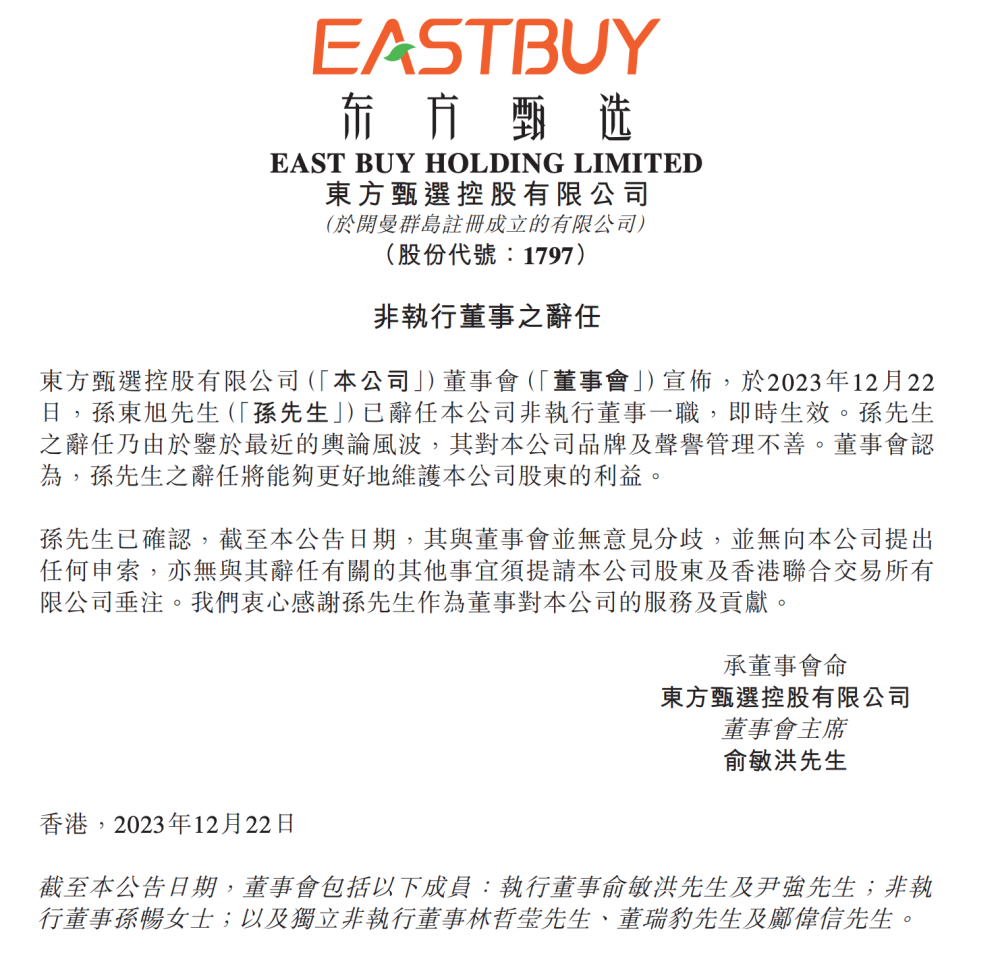 EASTBUY
东方甄选
EAST BUY HOLDING LIMITED
東方甄選控股有限公司
(於開曼群島註冊成立的有限公司)
（股份代號：1797）
非執行董事之辭任
東方甄選控股有限公司(「本公司」)董事會(「董事會」)宣佈，於2023年12月22
日，孫東旭先生(「孫先生」)已辭任本公司非執行董事一職，即時生效。孫先生
之辭任乃由於鑒於最近的輿論風波，其對本公司品牌及聲譽管理不善。董事會認
為，孫先生之辭任將能夠更好地維護本公司股東的利益。
孫先生已確認，截至本公告日期，其與董事會並無意見分歧，並無向本公司提出
任何申索，亦無與其辭任有關的其他事宜須提請本公司股東及香港聯合交易所有
限公司垂注。我們衷心感謝孫先生作為董事對本公司的服務及貢獻。
承董事會命
東方甄選控股有限公司
董事會主席
俞敏洪先生
香港，2023年12月22日
截至本公告日期，董事會包括以下成員：執行董事俞敏洪先生及尹強先生；非執
行董事孫暢女士；以及獨立非執行董事林哲瑩先生、董瑞豹先生及鄺偉信先生。